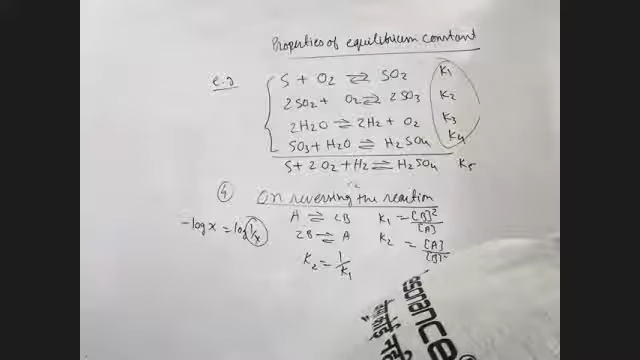 Properties of equilibrium constant
e.g
S + O₂ ⇌ SO₂ K₁
2SO₂ + O₂ ⇌ 2SO₃ K₂
2H₂O ⇌ 2H₂ + O₂ K₃
SO₃ + H₂O ⇌ H₂SO₄ K₄
S + 2O₂ + H₂ ⇌ H₂SO₄ K₅
④ On reversing the reaction
A ⇌ 2B K₁ = [B]²/[A]
-log x = log 1/x
2B ⇌ A K₂ = [A]/[B]²
K₂ = 1/K₁